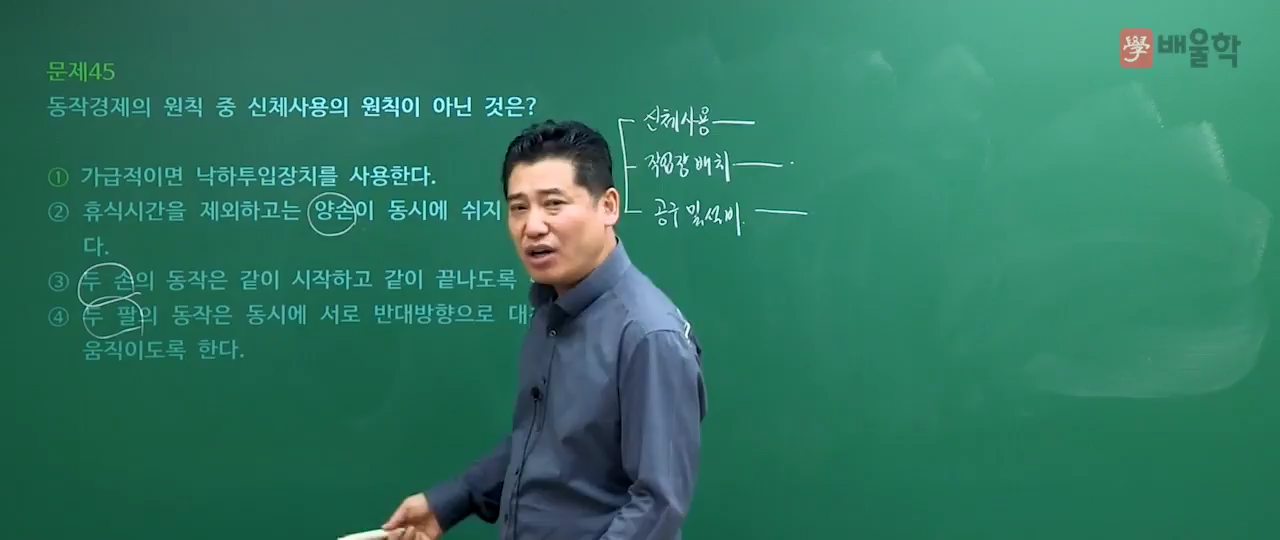 學 배울학
문제45
동작경제의 원칙 중 신체사용의 원칙이 아닌 것은?
① 가급적이면 낙하투입장치를 사용한다.
② 휴식시간을 제외하고는 양손이 동시에 쉬지
다.
③ 두 손의 동작은 같이 시작하고 같이 끝나도록
④ 두 팔의 동작은 동시에 서로 반대방향으로
움직이도록 한다.
신체사용
작업장 배치
공구 및 설비